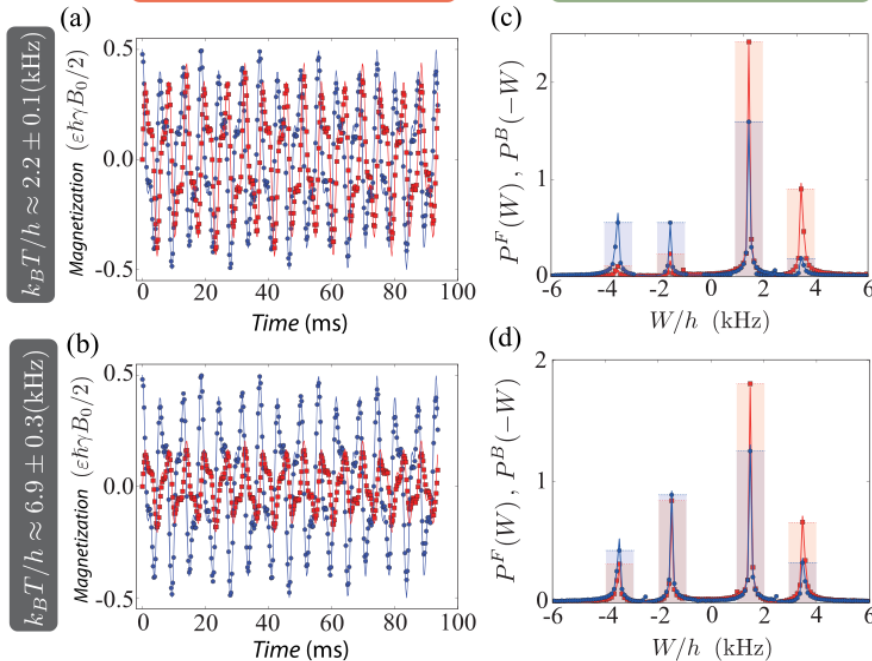 (a)
(c)
k_BT/h ≈ 2.2 ± 0.1(kHz)
Magnetization (εħγB₀/2)
0.5
0.0
-0.5
0 20 40 60 80 100
Time (ms)
P^F(W), P^B(−W)
2
1
0
-6 -4 -2 0 2 4 6
W/h (kHz)
(b)
(d)
k_BT/h ≈ 6.9 ± 0.3(kHz)
Magnetization (εħγB₀/2)
0.5
0.0
-0.5
0 20 40 60 80 100
Time (ms)
P^F(W), P^B(−W)
2
1
0
-6 -4 -2 0 2 4 6
W/h (kHz)